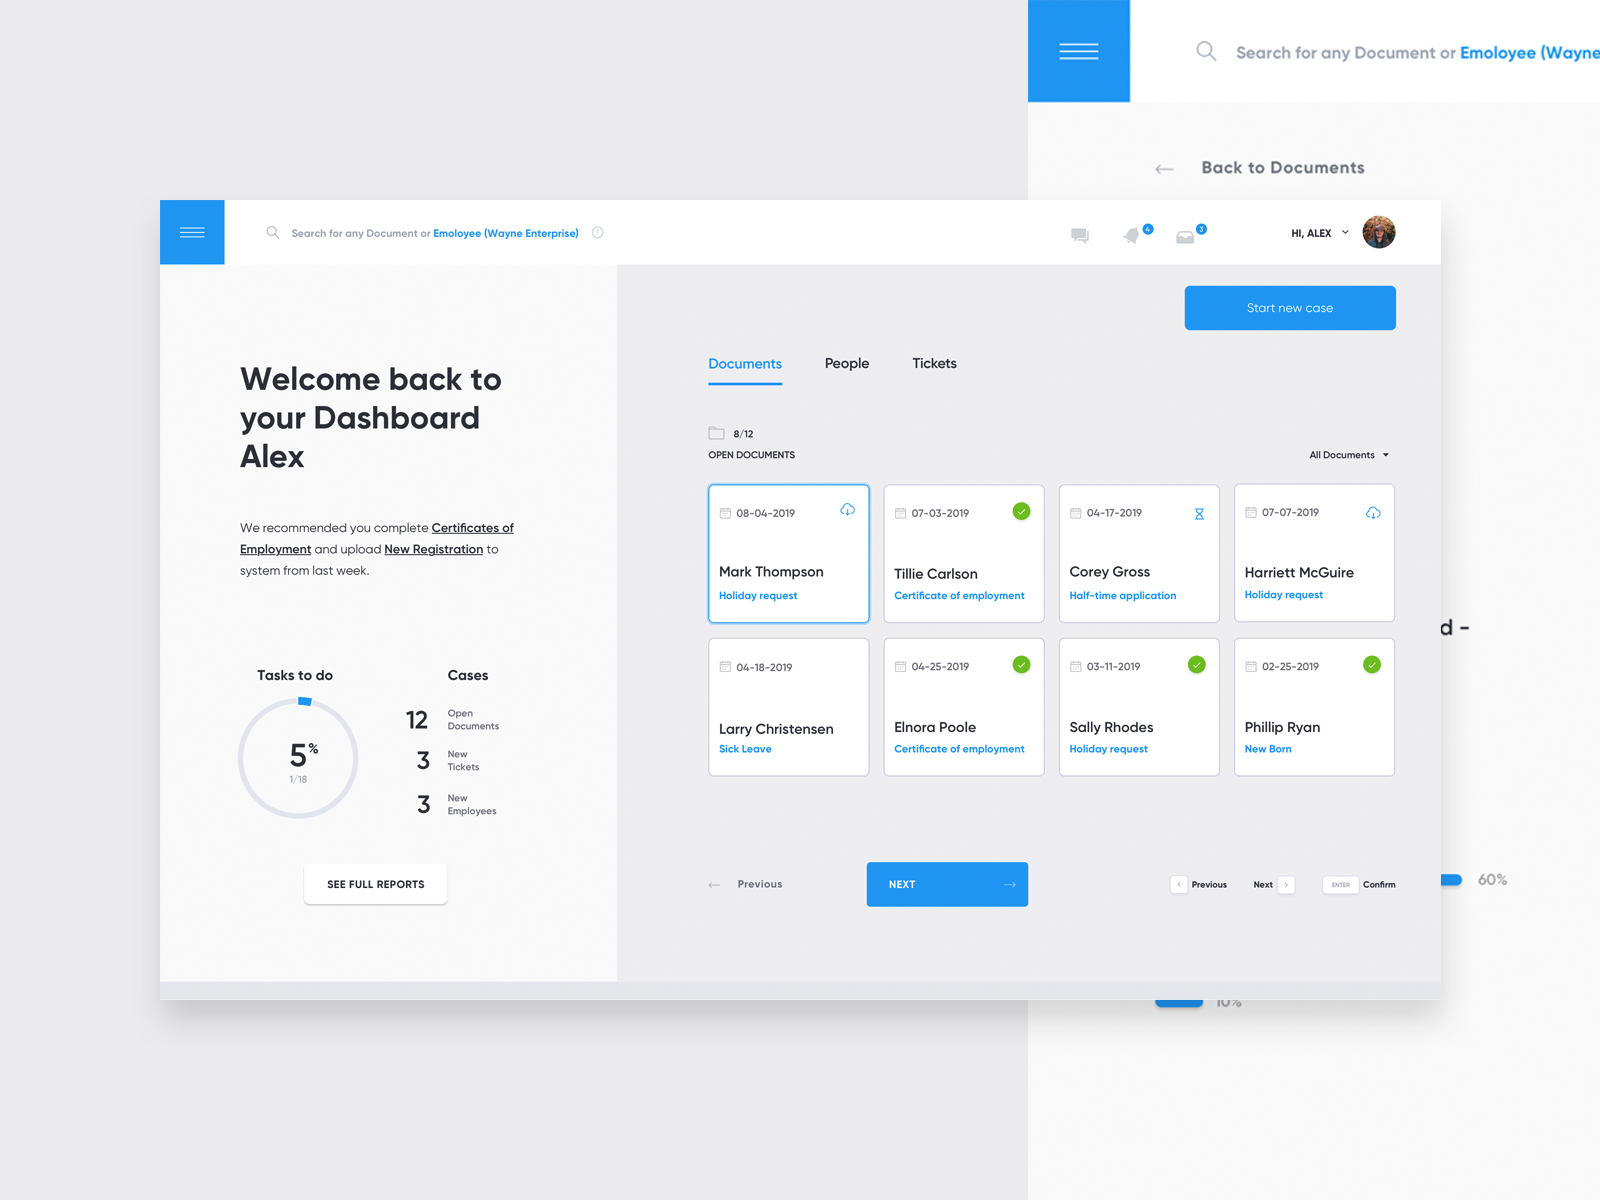 Search for any Document or Emoloyee (Wayne
Back to Documents
Search for any Document or Emoloyee (Wayne Enterprise)
4
3
HI, ALEX
Start new case
Welcome back to
your Dashboard
Alex
We recommended you complete Certificates of
Employment and upload New Registration to
system from last week.
Tasks to do
5%
1/18
Cases
12 Open
Documents
3 New
Tickets
3 New
Employees
SEE FULL REPORTS
Documents People Tickets
8/12
OPEN DOCUMENTS
All Documents
08-04-2019
Mark Thompson
Holiday request
07-03-2019
Tillie Carlson
Certificate of employment
04-17-2019
Corey Gross
Half-time application
07-07-2019
Harriett McGuire
Holiday request
04-18-2019
Larry Christensen
Sick Leave
04-25-2019
Elnora Poole
Certificate of employment
03-11-2019
Sally Rhodes
Holiday request
02-25-2019
Phillip Ryan
New Born
Previous
NEXT
Previous
Next
ENTER Confirm
d -
60%
10%